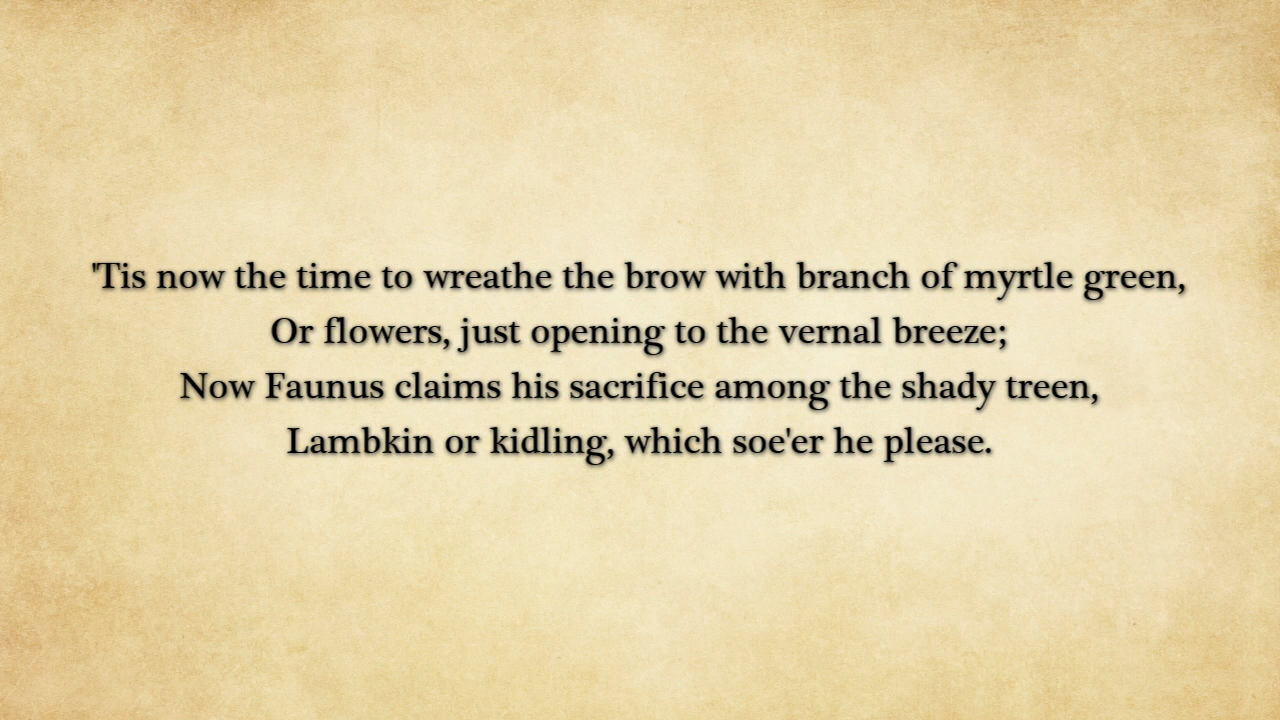 'Tis now the time to wreathe the brow with branch of myrtle green,
Or flowers, just opening to the vernal breeze;
Now Faunus claims his sacrifice among the shady treen,
Lambkin or kidling, which soe'er he please.